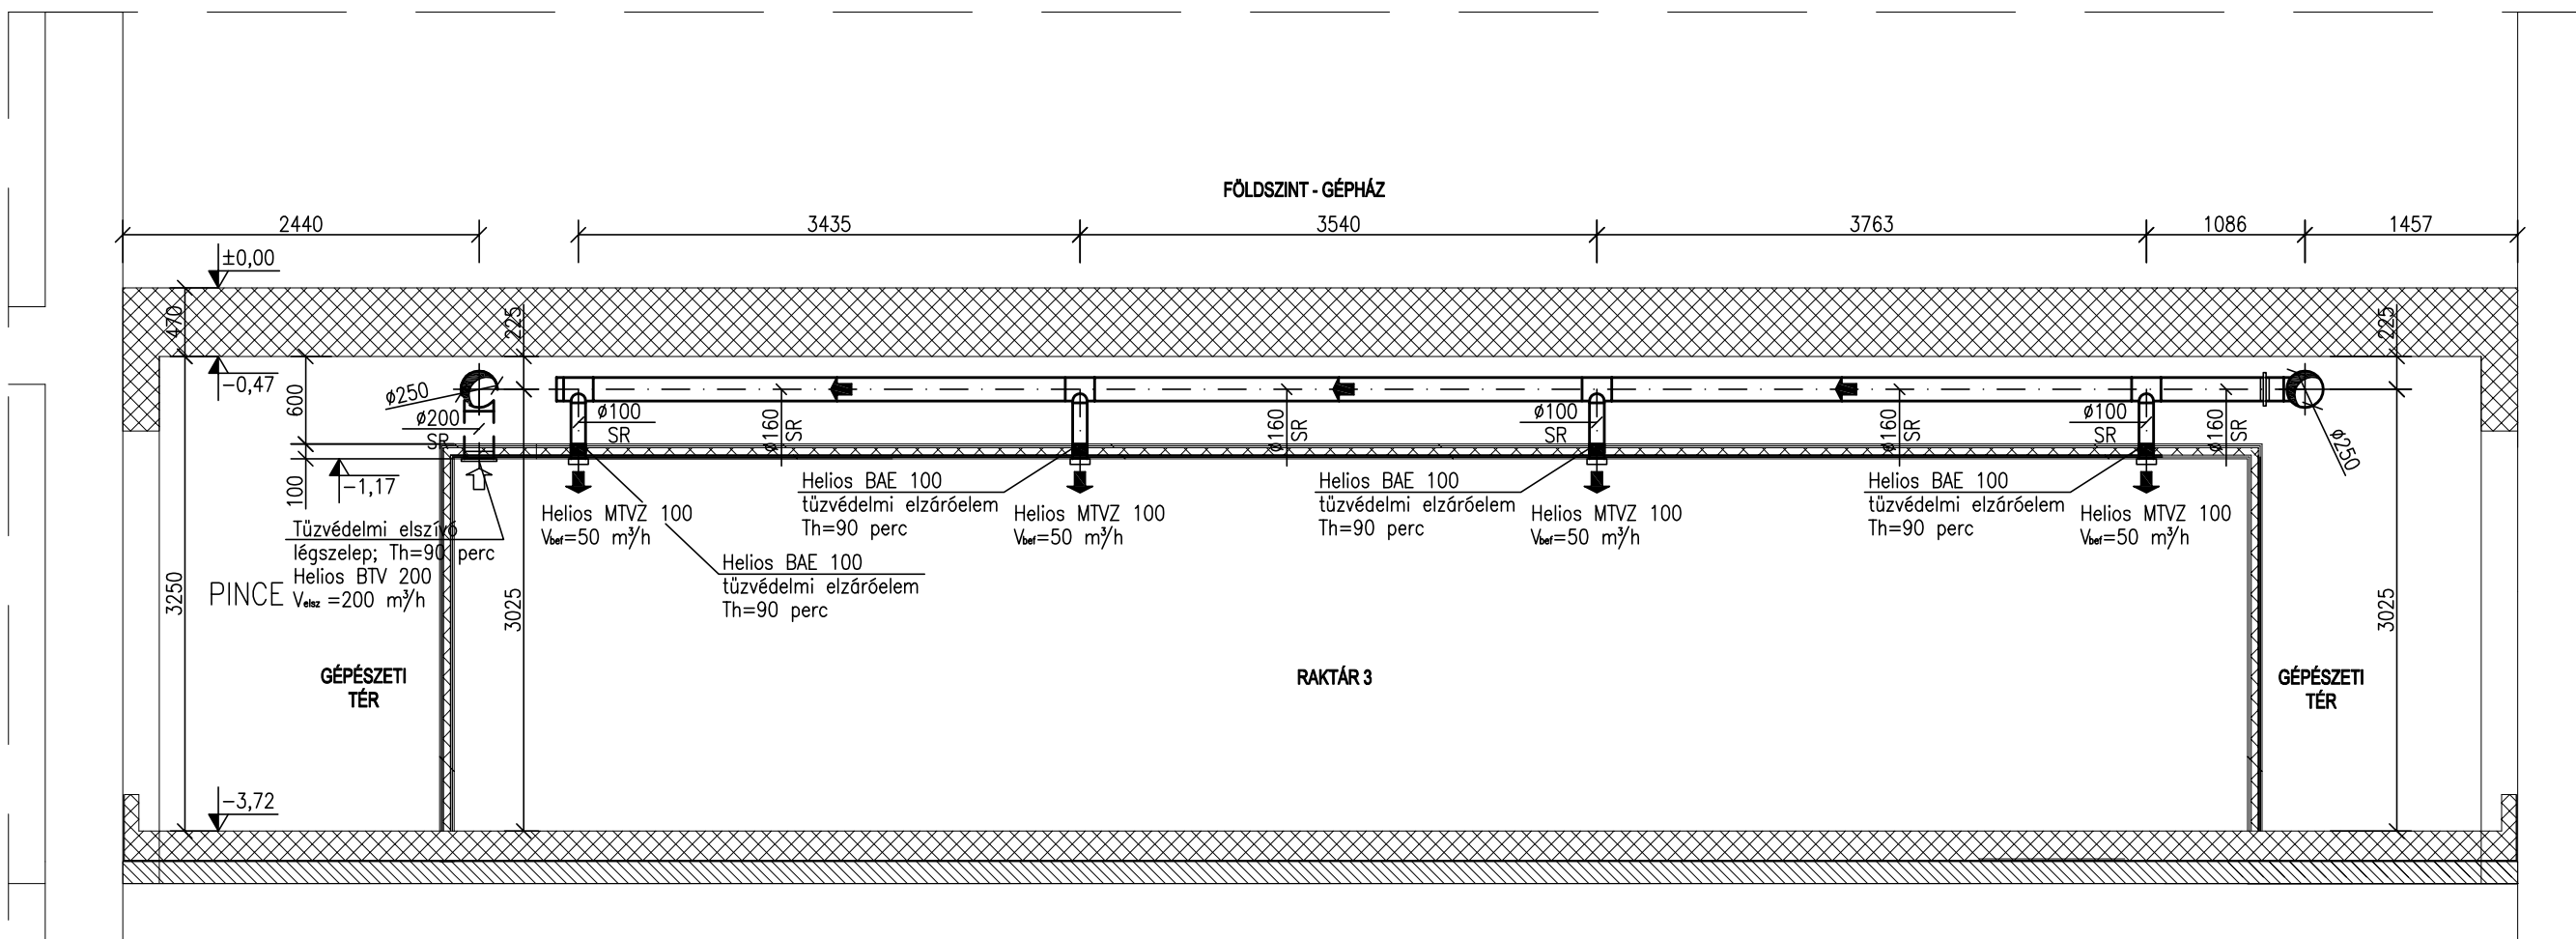 FÖLDSZINT - GÉPHÁZ
2440
3435
3540
3763
1086
1457
±0,00
470
225
225
-0,47
600
ø250
ø200
SR
ø100
SR
ø160
SR
ø160
SR
ø100
SR
ø160
SR
ø100
SR
ø160
SR
ø250
100
-1,17
Helios MTVZ 100
Vbef=50 m³/h
Helios BAE 100
tüzvédelmi elzáróelem
Th=90 perc
Helios MTVZ 100
Vbef=50 m³/h
Helios BAE 100
tüzvédelmi elzáróelem
Th=90 perc
Helios MTVZ 100
Vbef=50 m³/h
Helios BAE 100
tüzvédelmi elzáróelem
Th=90 perc
Helios MTVZ 100
Vbef=50 m³/h
Tüzvédelmi elszívó
légszelep; Th=90 perc
Helios BTV 200
Velsz =200 m³/h
Helios BAE 100
tüzvédelmi elzáróelem
Th=90 perc
PINCE
3250
3025
3025
GÉPÉSZETI
TÉR
RAKTÁR 3
GÉPÉSZETI
TÉR
-3,72